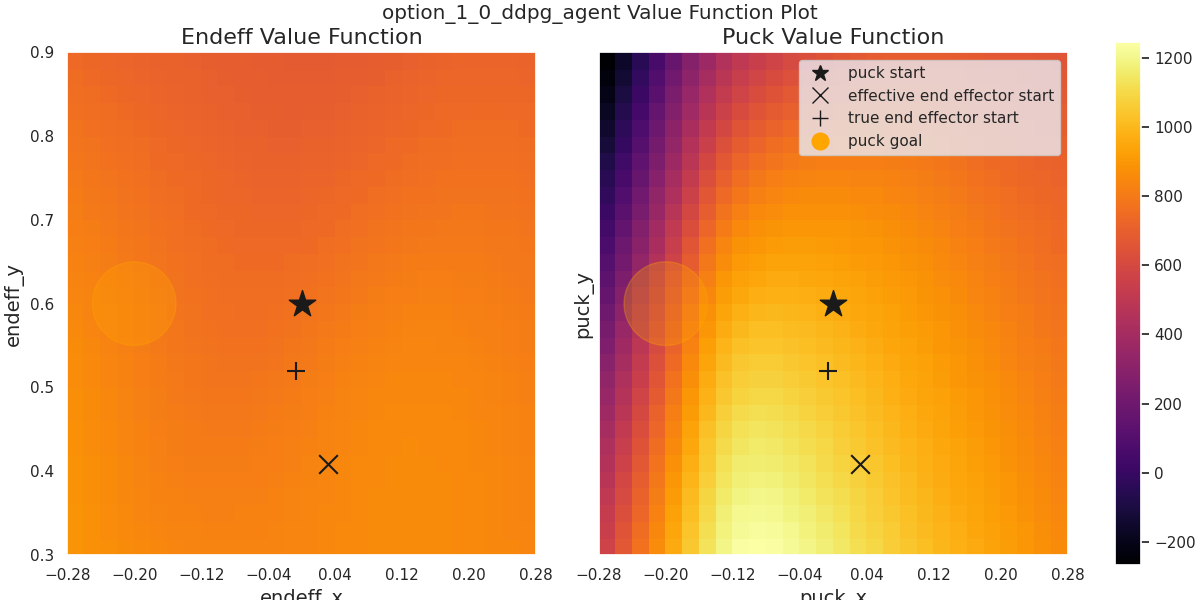 option_1_0_ddpg_agent Value Function Plot
Endeff Value Function
Puck Value Function
puck start
effective end effector start
true end effector start
puck goal
endeff_y
0.9
0.8
0.7
0.6
0.5
0.4
0.3
−0.28 −0.20 −0.12 −0.04 0.04 0.12 0.20 0.28
endeff_x
puck_y
−0.28 −0.20 −0.12 −0.04 0.04 0.12 0.20 0.28
puck_x
1200
1000
800
600
400
200
0
−200